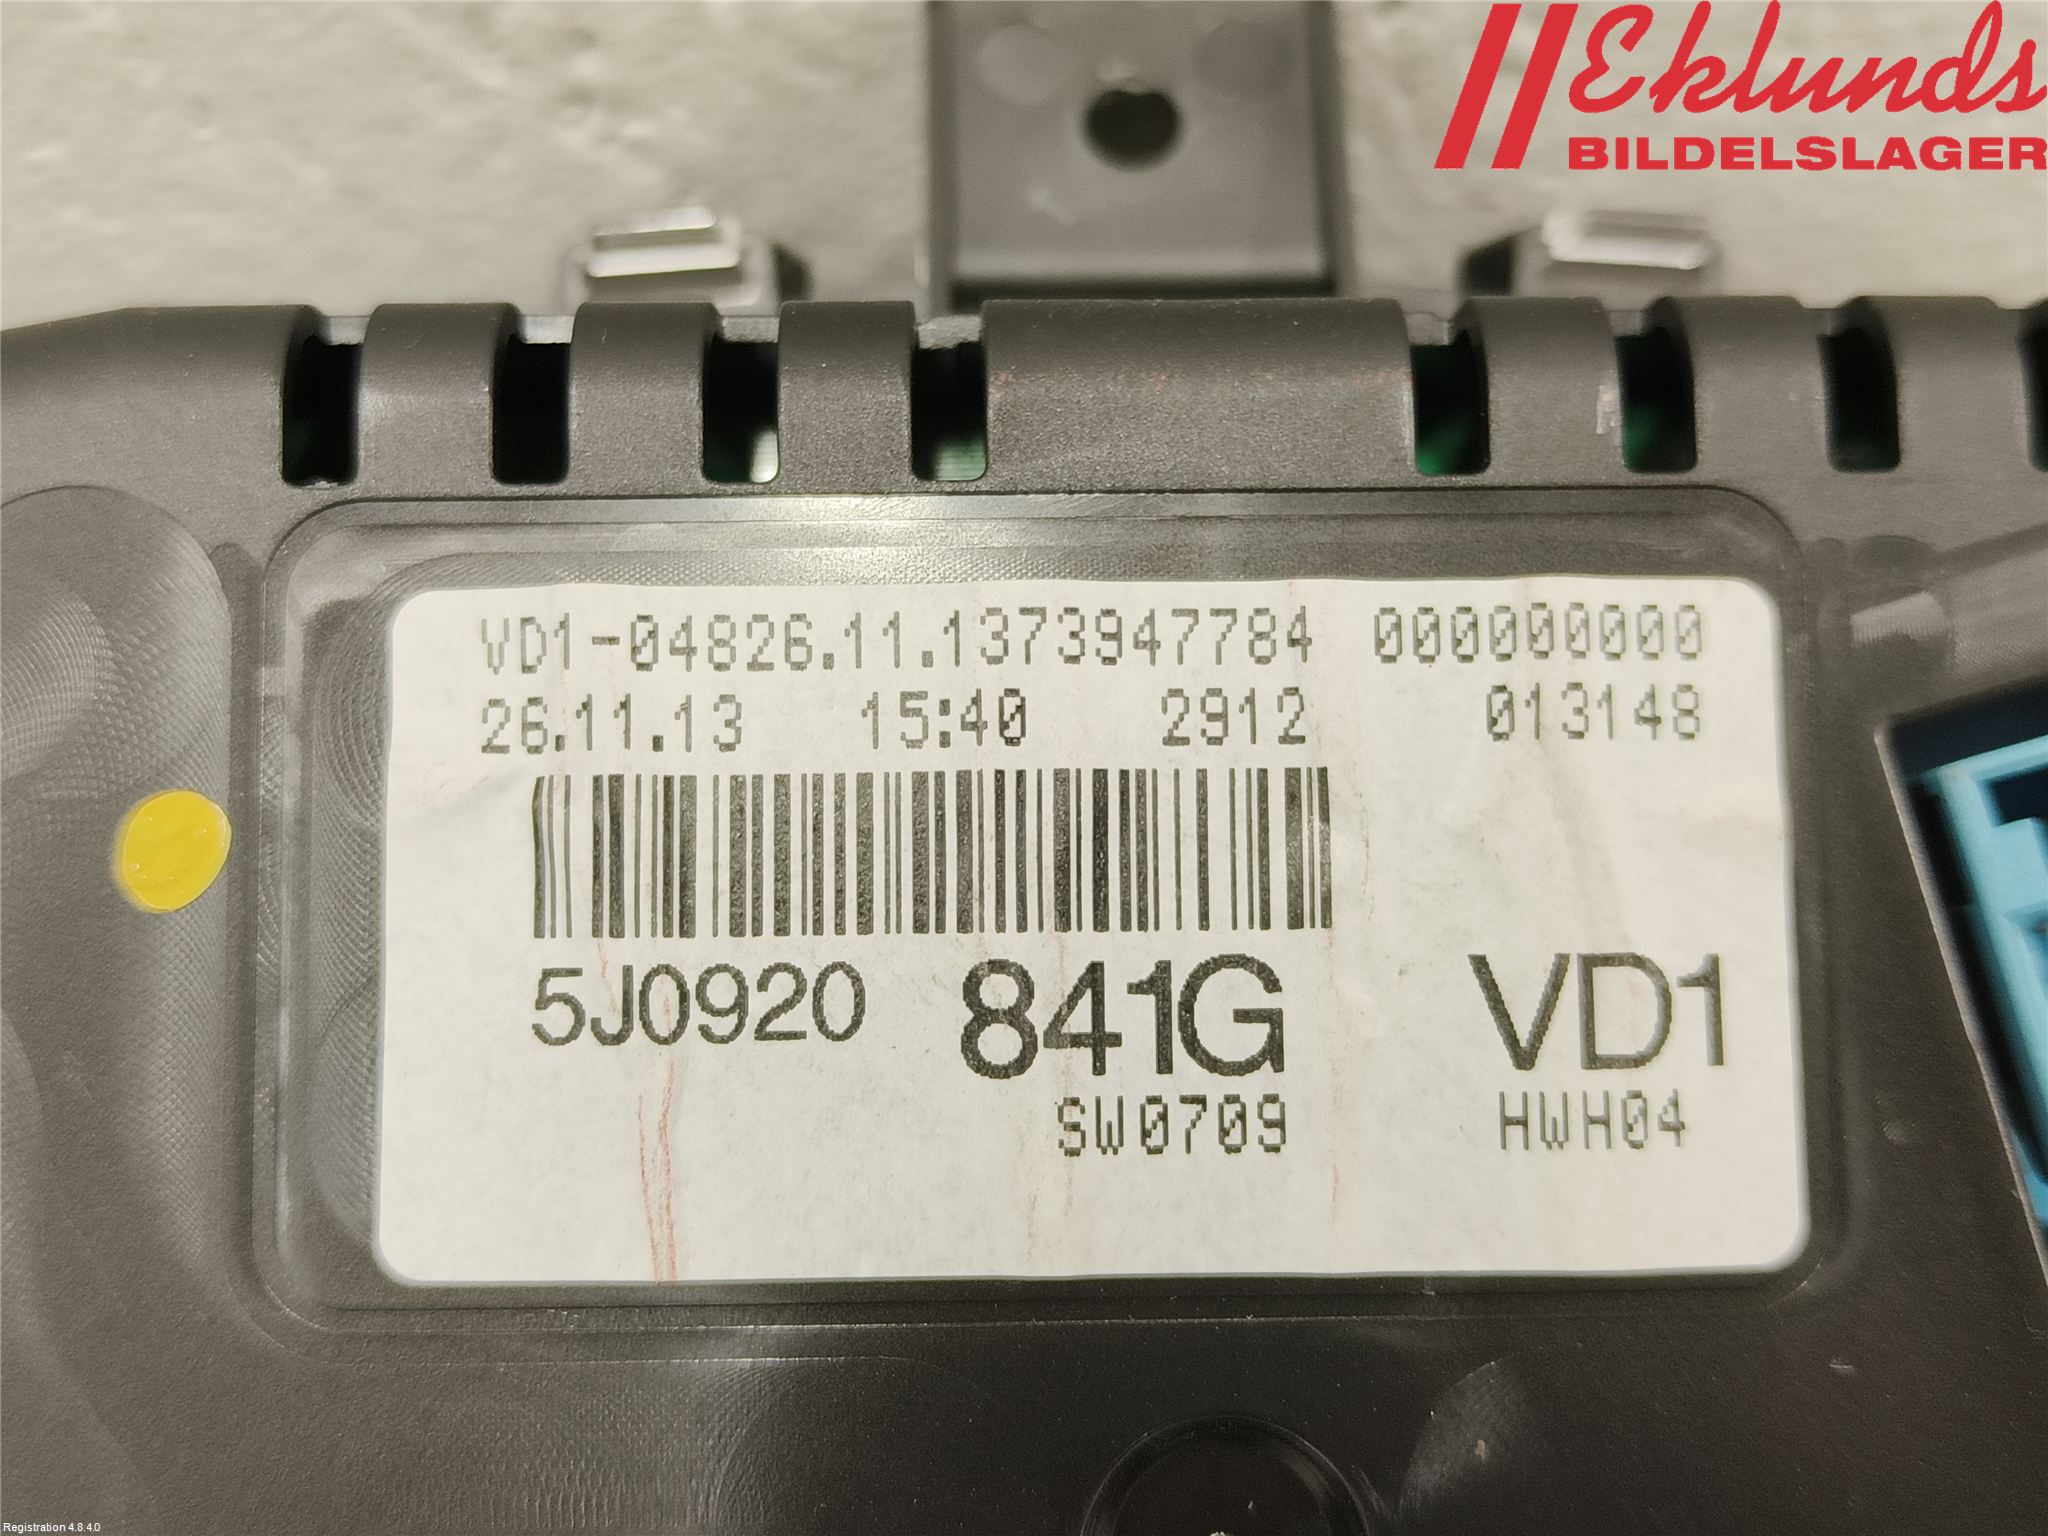 Eklunds
BILDELSLAGER
VD1-04826.11.1373947784 000000000
26.11.13 15:40 2912 013148
5J0920 841G VD1
SW0709 HWH04
Registration 4.8.4.0